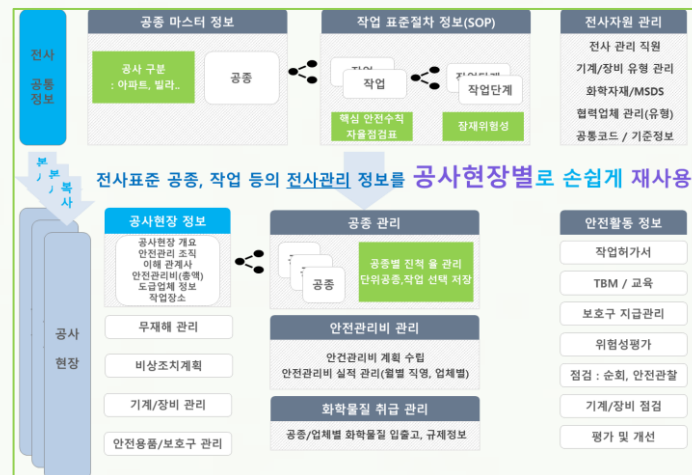 전사
공통
정보
공종 마스터 정보
공사 구분
: 아파트, 빌라..
공종
작업 표준절차 정보(SOP)
작업
작업
작업단계
작업단계
핵심 안전수직
자율점검표
잠재위험성
전사자원 관리
전사 관리 직원
기계/장비 유형 관리
화학자재/MSDS
협력업체 관리(유형)
공통코드 / 기준정보
복사
전사표준 공종, 작업 등의 전사관리 정보를 공사현장별로 손쉽게 재사용
공사
현장
공사현장 정보
공사현장 개요
안전관리 조직
이해 관계사
안전관리비(총액)
도급업체 정보
작업장소
무재해 관리
비상조치계획
기계/장비 관리
안전용품/보호구 관리
공종 관리
공종
공종별 진척 율 관리
단위공종,작업 선택 저장
안전관리비 관리
안건관리비 계획 수립
안전관리비 실적 관리(월별 직영, 업체별)
화학물질 취급 관리
공종/업체별 화학물질 입출고, 규제정보
안전활동 정보
작업허가서
TBM / 교육
보호구 지급관리
위험성평가
점검 : 순회, 안전관찰
기계/장비 점검
평가 및 개선